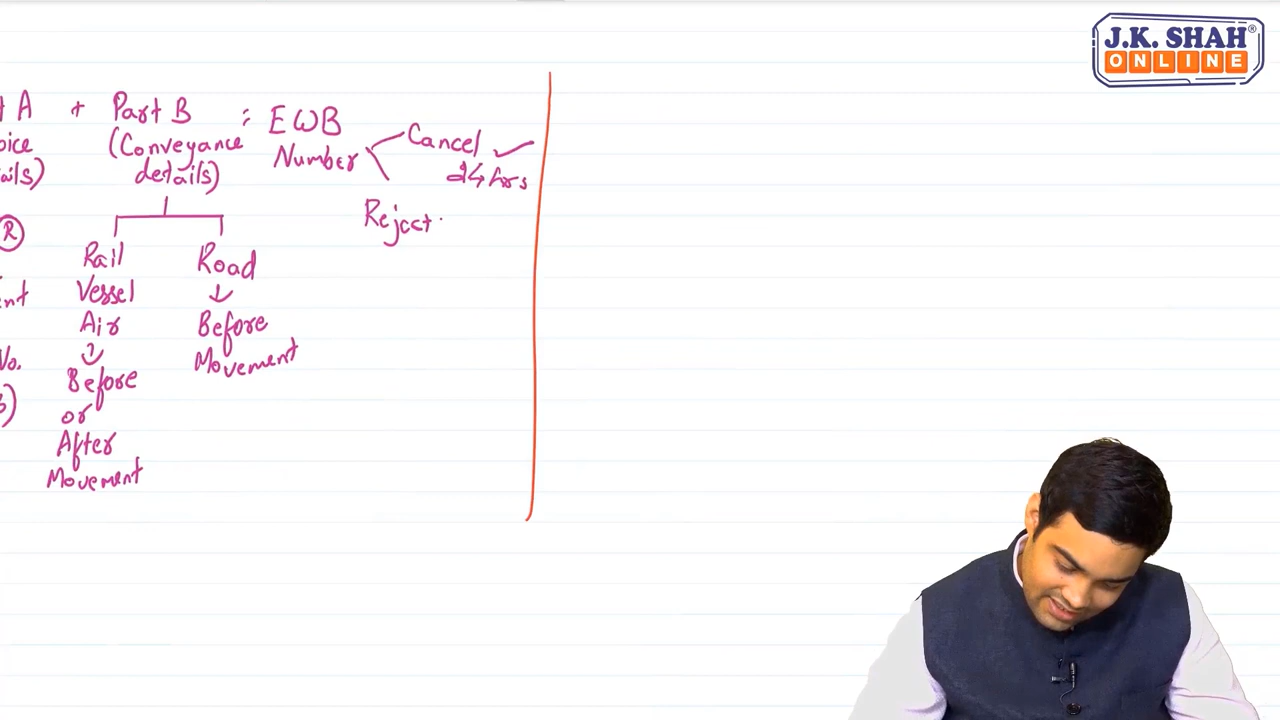 J.K. SHAH®
ONLINE
t A + Part B : EWB
oice (Conveyance Number
ails) details)
Cancel
24 hrs
Reject
R
Rail Road
Vessel
Air Before
ent Movement
No.
Before
or
After
Movement